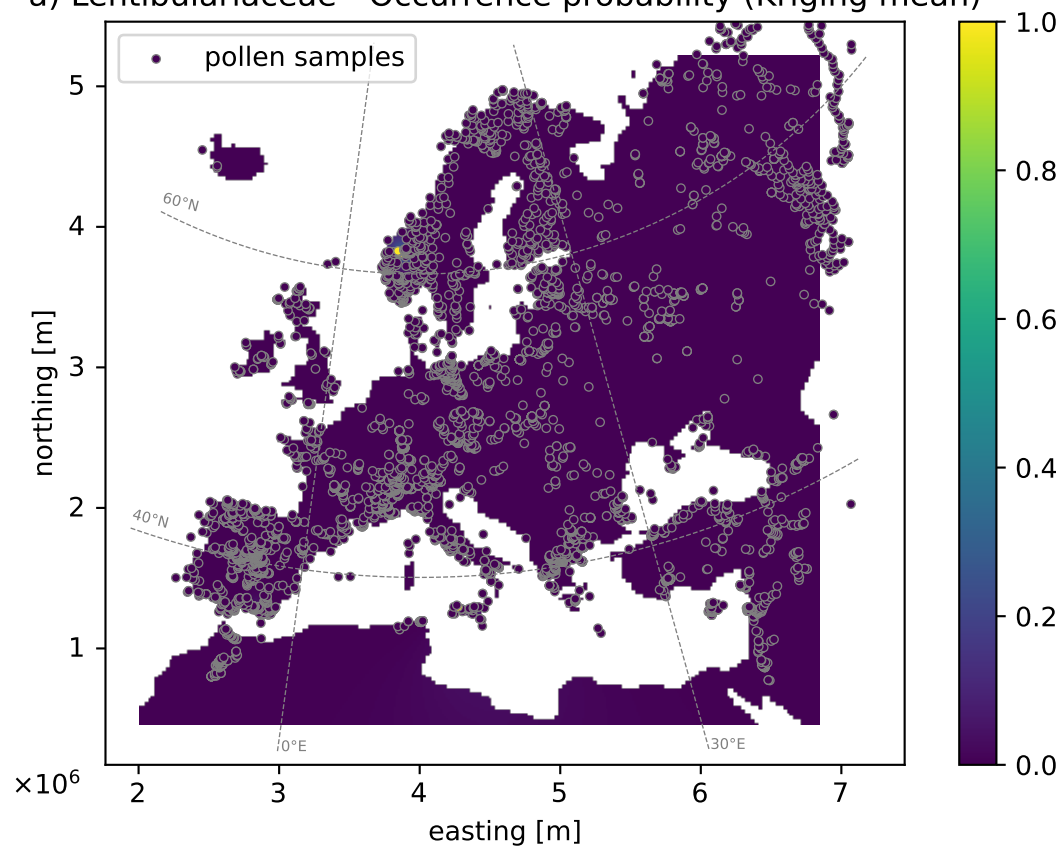 a) Lentibulariaceae - Occurrence probability (Kriging mean)
pollen samples
60°N
40°N
0°E
30°E
5
4
3
2
1
×10⁶
2 3 4 5 6 7
easting [m]
northing [m]
1.0
0.8
0.6
0.4
0.2
0.0